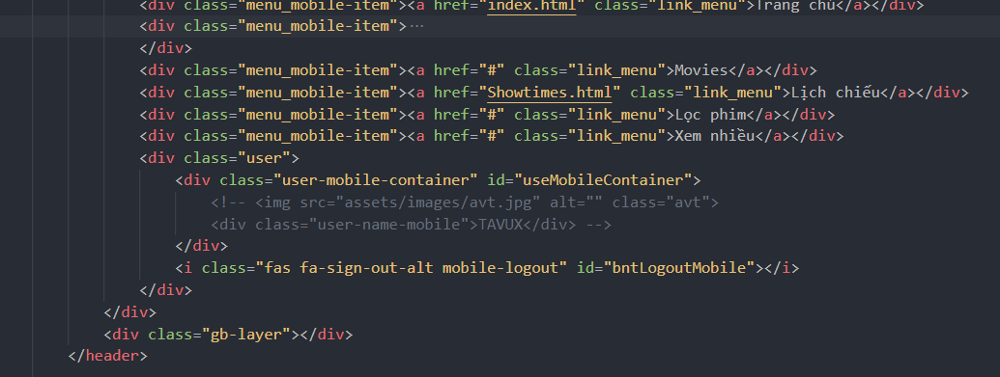 <div class="menu_mobile-item"><a href="index.html" class="link_menu">Trang chủ</a></div>
<div class="menu_mobile-item">…
</div>
<div class="menu_mobile-item"><a href="#" class="link_menu">Movies</a></div>
<div class="menu_mobile-item"><a href="Showtimes.html" class="link_menu">Lịch chiếu</a></div>
<div class="menu_mobile-item"><a href="#" class="link_menu">Lọc phim</a></div>
<div class="menu_mobile-item"><a href="#" class="link_menu">Xem nhiều</a></div>
<div class="user">
<div class="user-mobile-container" id="useMobileContainer">
<!-- <img src="assets/images/avt.jpg" alt="" class="avt">
<div class="user-name-mobile">TAVUX</div> -->
</div>
<i class="fas fa-sign-out-alt mobile-logout" id="bntLogoutMobile"></i>
</div>
</div>
<div class="gb-layer"></div>
</header>